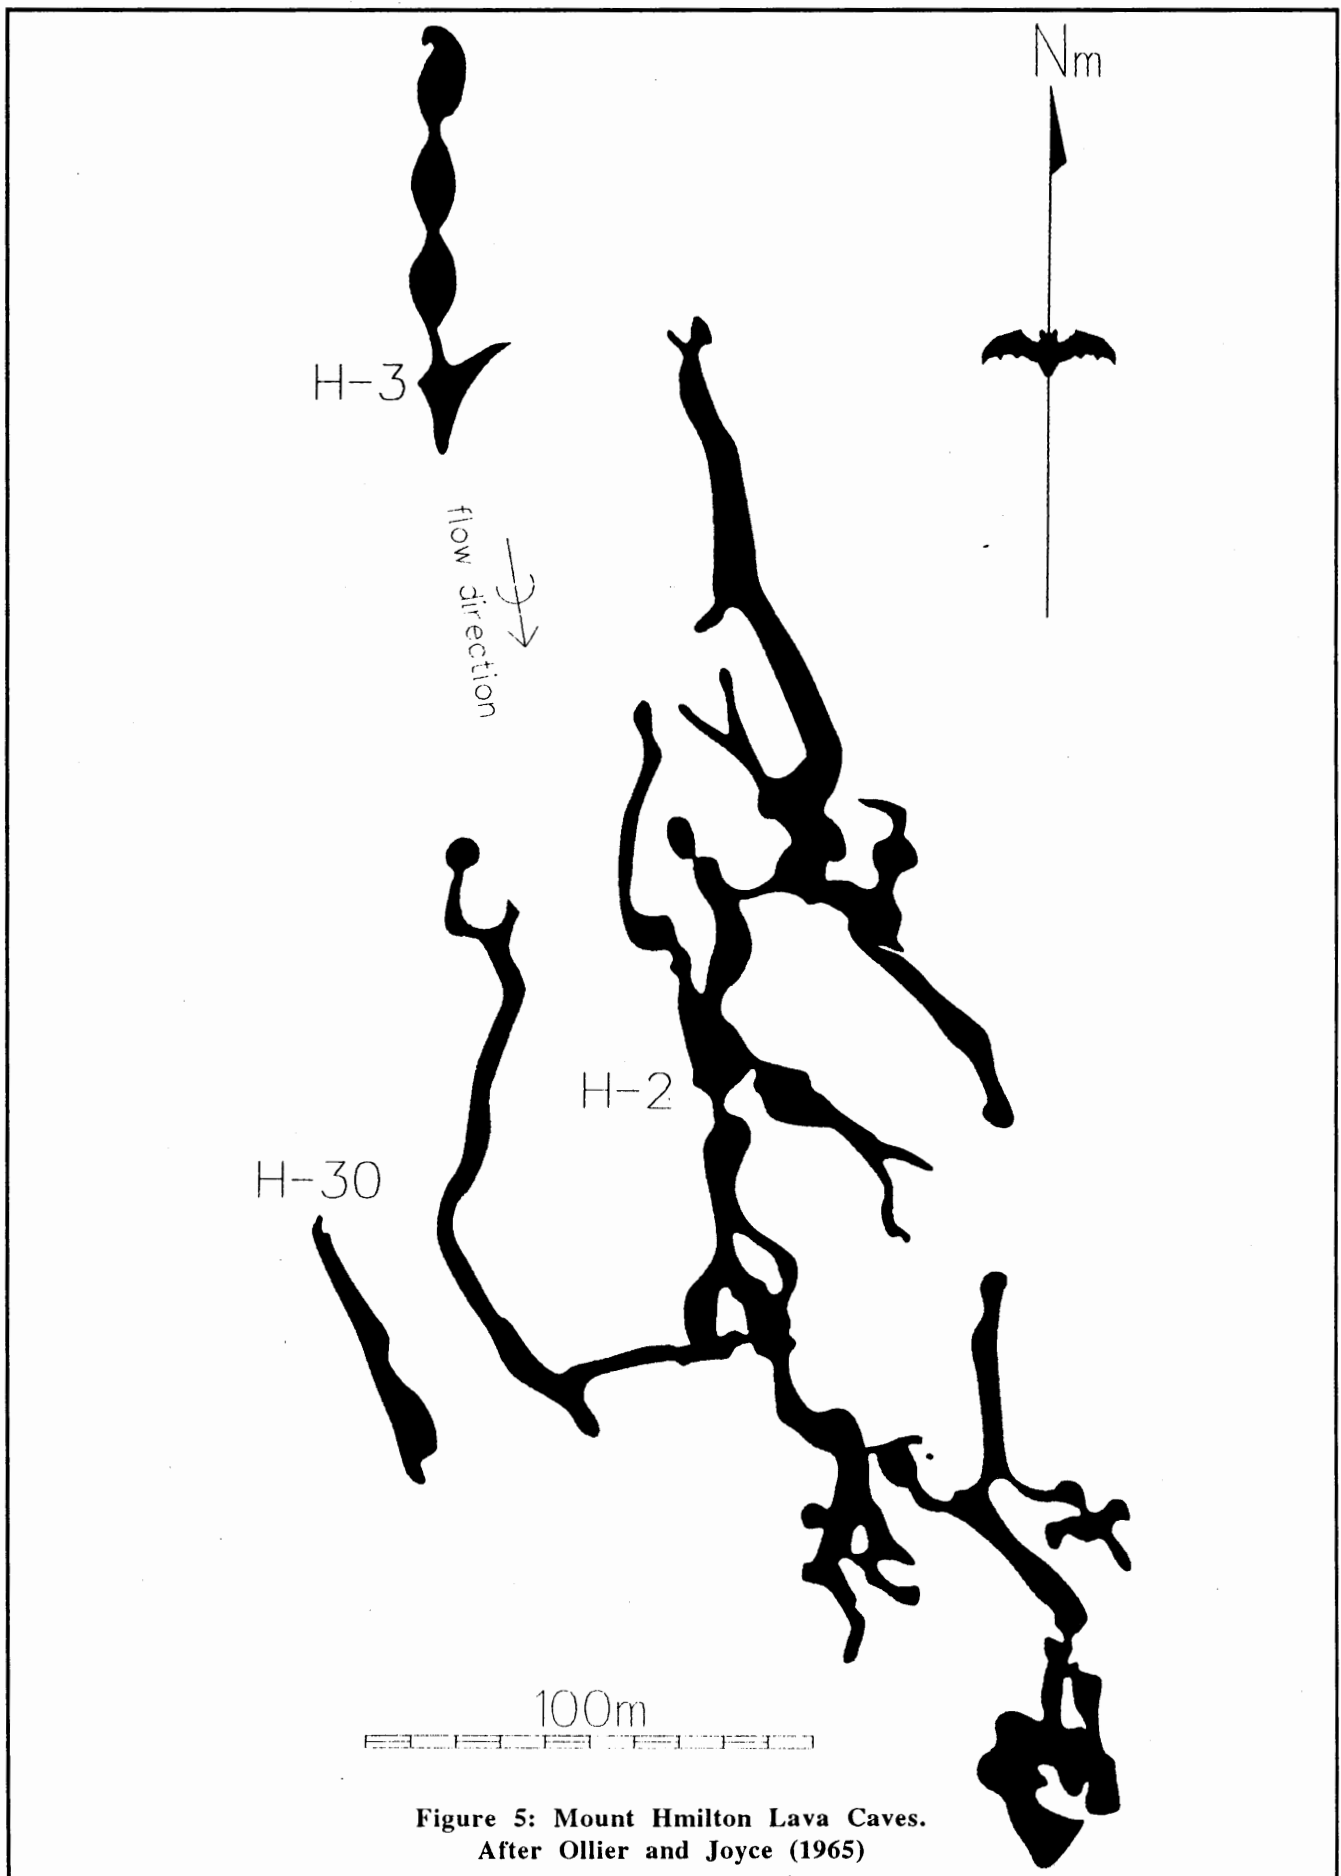 Nm
H-3
flow direction
H-2
H-30
100m
Figure 5: Mount Hmilton Lava Caves.
After Ollier and Joyce (1965)